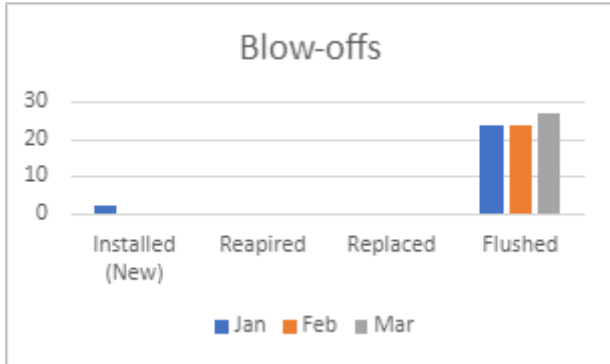 Blow-offs
30
20
10
0
Installed Reapired Replaced Flushed
(New)
Jan Feb Mar